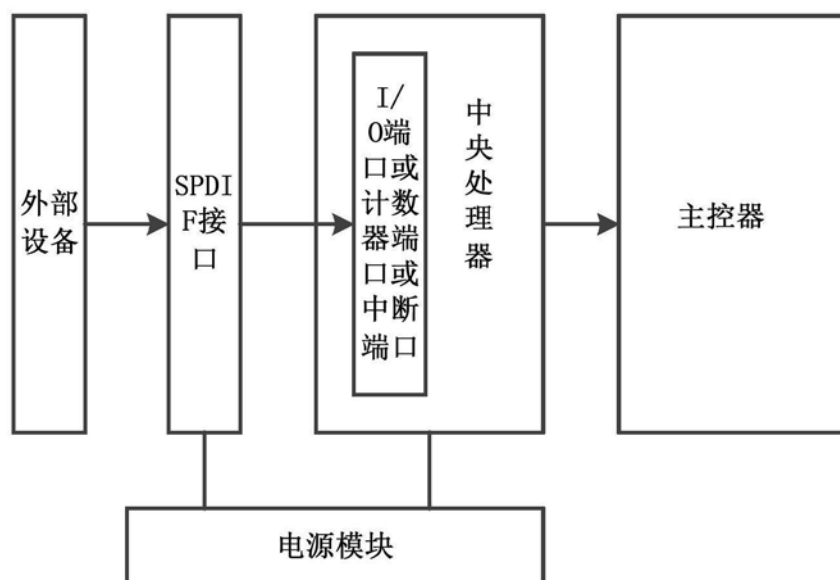 外部
设备
SPDI
F接
口
I/
O端
口或
计数
器端
口或
中断
端口
中
央
处
理
器
主控器
电源模块